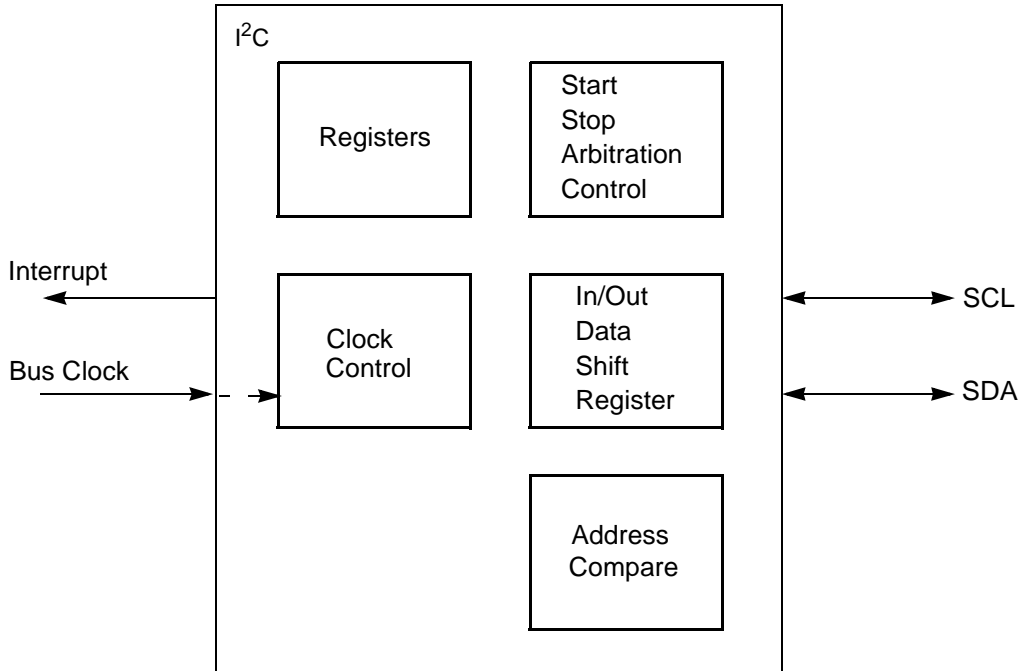 I²C
Registers
Start
Stop
Arbitration
Control
Interrupt
Bus Clock
Clock
Control
In/Out
Data
Shift
Register
SCL
SDA
Address
Compare